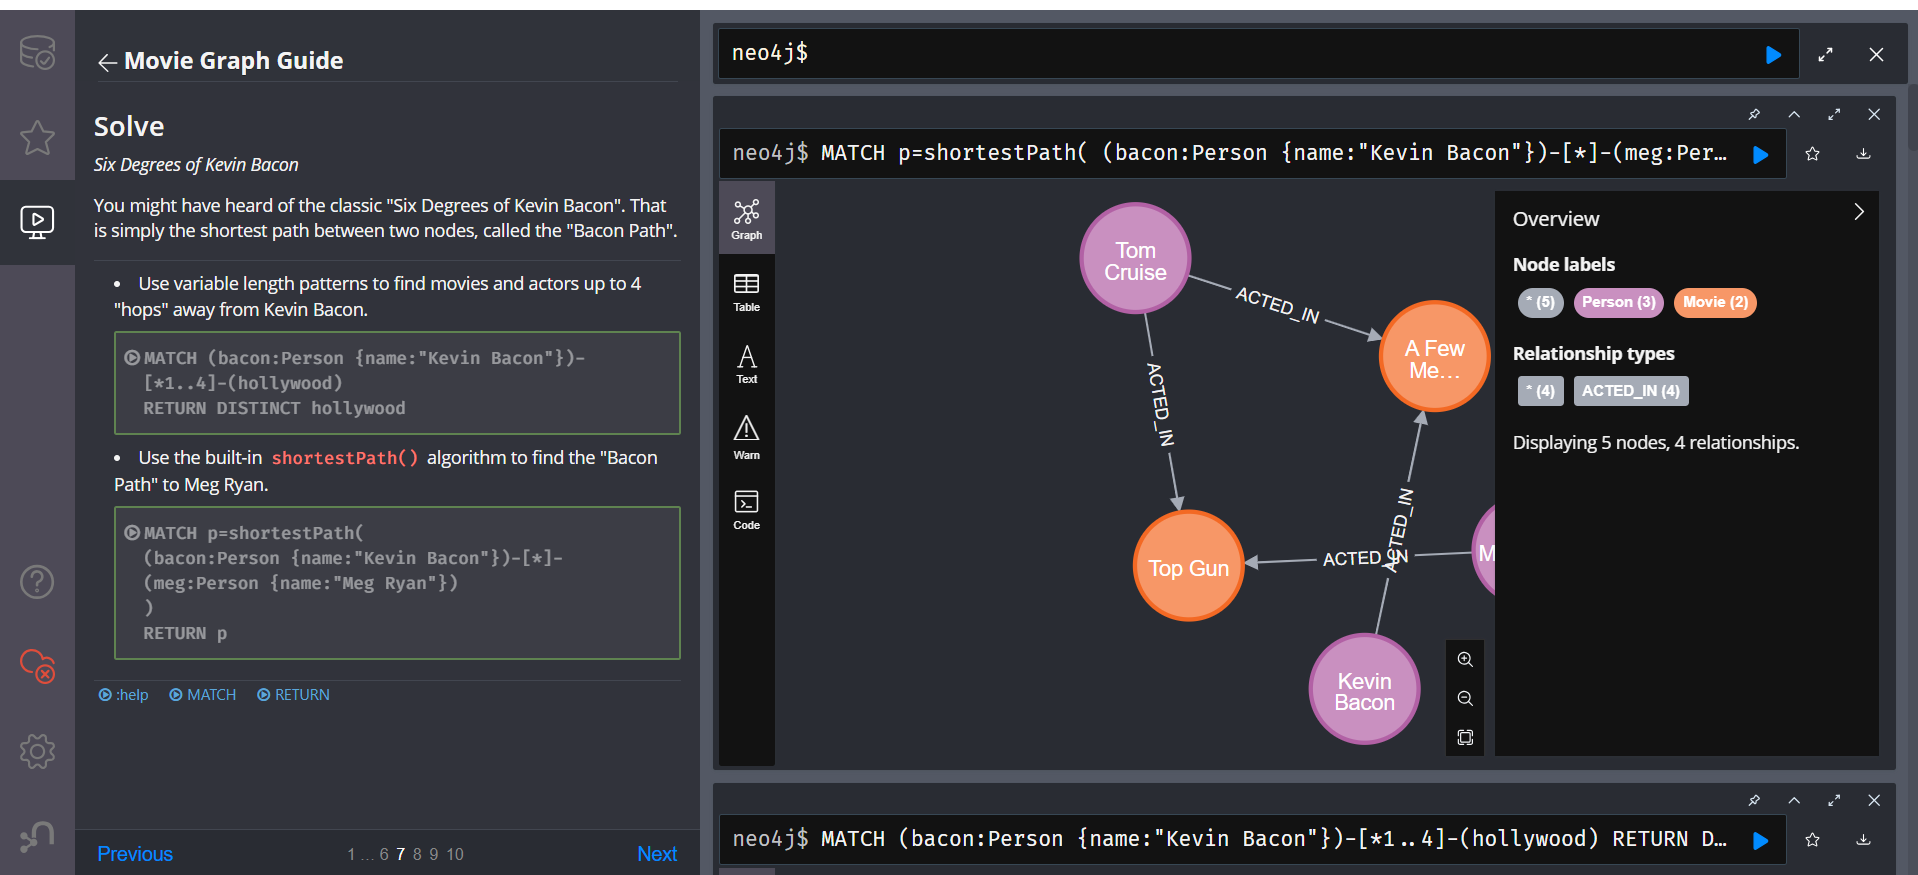 Movie Graph Guide
Solve
Six Degrees of Kevin Bacon
You might have heard of the classic "Six Degrees of Kevin Bacon". That
is simply the shortest path between two nodes, called the "Bacon Path".
• Use variable length patterns to find movies and actors up to 4
"hops" away from Kevin Bacon.
MATCH (bacon:Person {name:"Kevin Bacon"})-
[*1..4]-(hollywood)
RETURN DISTINCT hollywood
• Use the built-in shortestPath() algorithm to find the "Bacon
Path" to Meg Ryan.
MATCH p=shortestPath(
(bacon:Person {name:"Kevin Bacon"})-[*]-
(meg:Person {name:"Meg Ryan"})
)
RETURN p
:help MATCH RETURN
Previous 1 ... 6 7 8 9 10 Next
neo4j$
neo4j$ MATCH p=shortestPath( (bacon:Person {name:"Kevin Bacon"})-[*]-(meg:Per…
Graph
Table
Text
Warn
Code
Tom
Cruise
ACTED_IN
A Few
Me...
ACTED_IN
ACTED_IN
Top Gun
ACTED_IN
M
Kevin
Bacon
Overview
Node labels
* (5) Person (3) Movie (2)
Relationship types
* (4) ACTED_IN (4)
Displaying 5 nodes, 4 relationships.
neo4j$ MATCH (bacon:Person {name:"Kevin Bacon"})-[*1..4]-(hollywood) RETURN D…